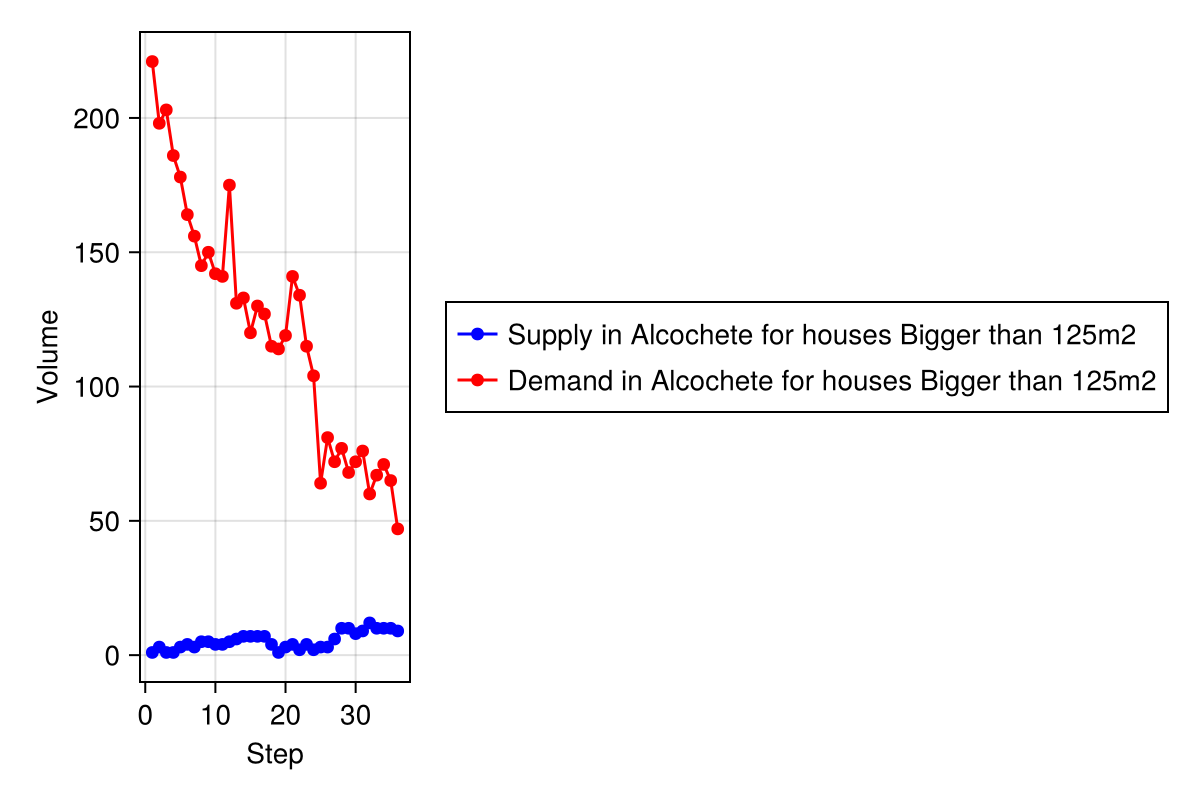 Volume
200
150
100
50
0
0 10 20 30
Step
Supply in Alcochete for houses Bigger than 125m2
Demand in Alcochete for houses Bigger than 125m2